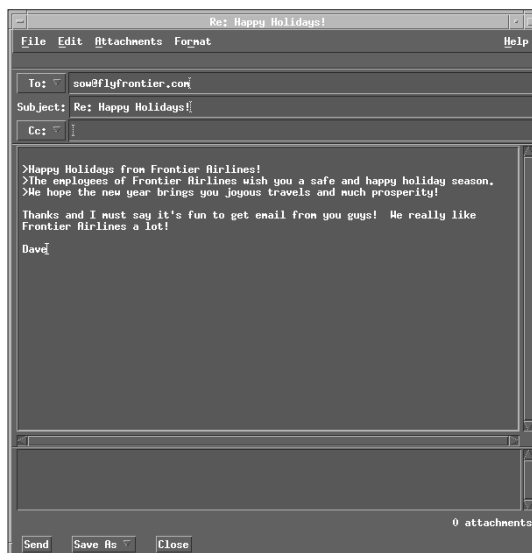 Re: Happy Holidays!
File Edit Attachments Format Help
To: sow@flyfrontier.com
Subject: Re: Happy Holidays!
Cc:
>Happy Holidays from Frontier Airlines!
>The employees of Frontier Airlines wish you a safe and happy holiday season.
>We hope the new year brings you joyous travels and much prosperity!
Thanks and I must say it's fun to get email from you guys!  We really like
Frontier Airlines a lot!
Dave
0 attachments
Send Save As Close